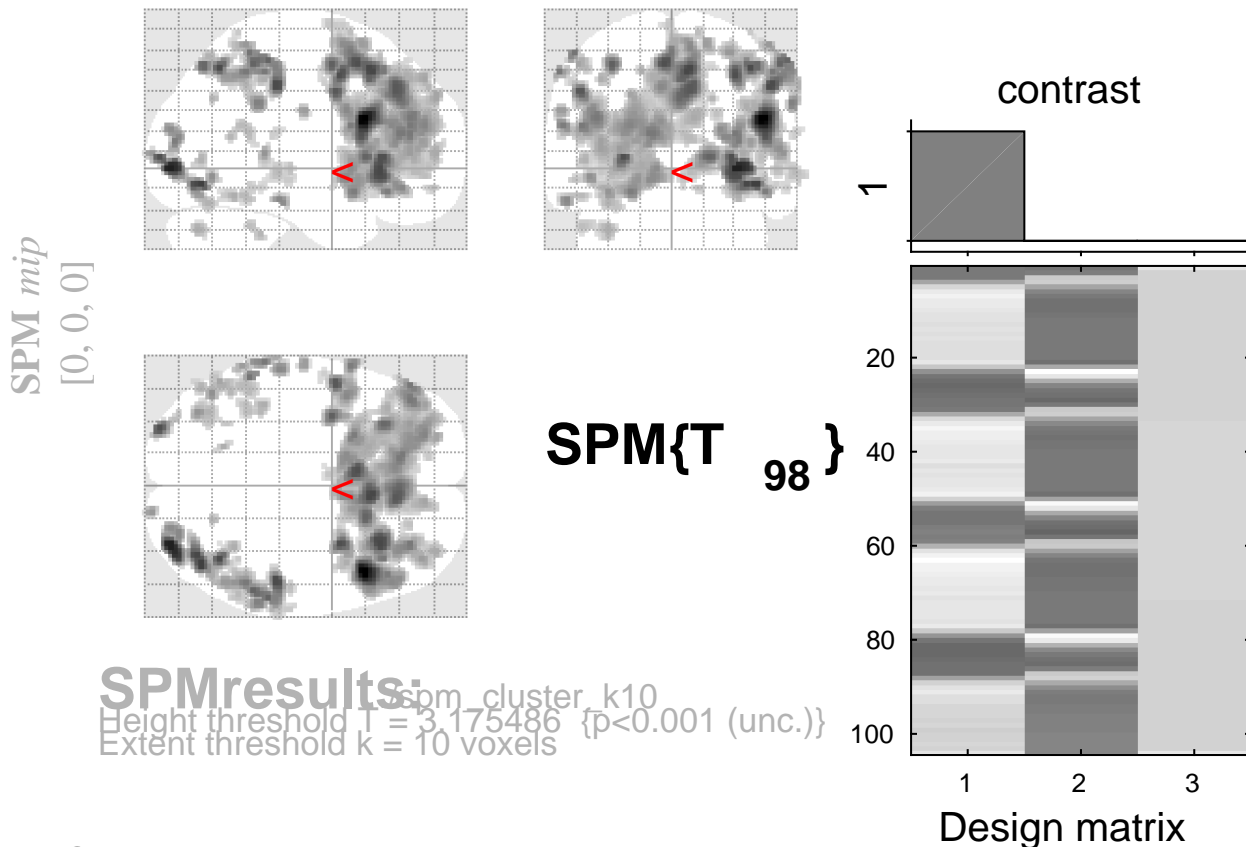 SPM mip
[0, 0, 0]
<
<
<
SPM{T 98 }
contrast
1
20
40
60
80
100
1 2 3
Design matrix
SPMresults: ./spm_cluster_k10
Height threshold T = 3.175486 {p<0.001 (unc.)}
Extent threshold k = 10 voxels